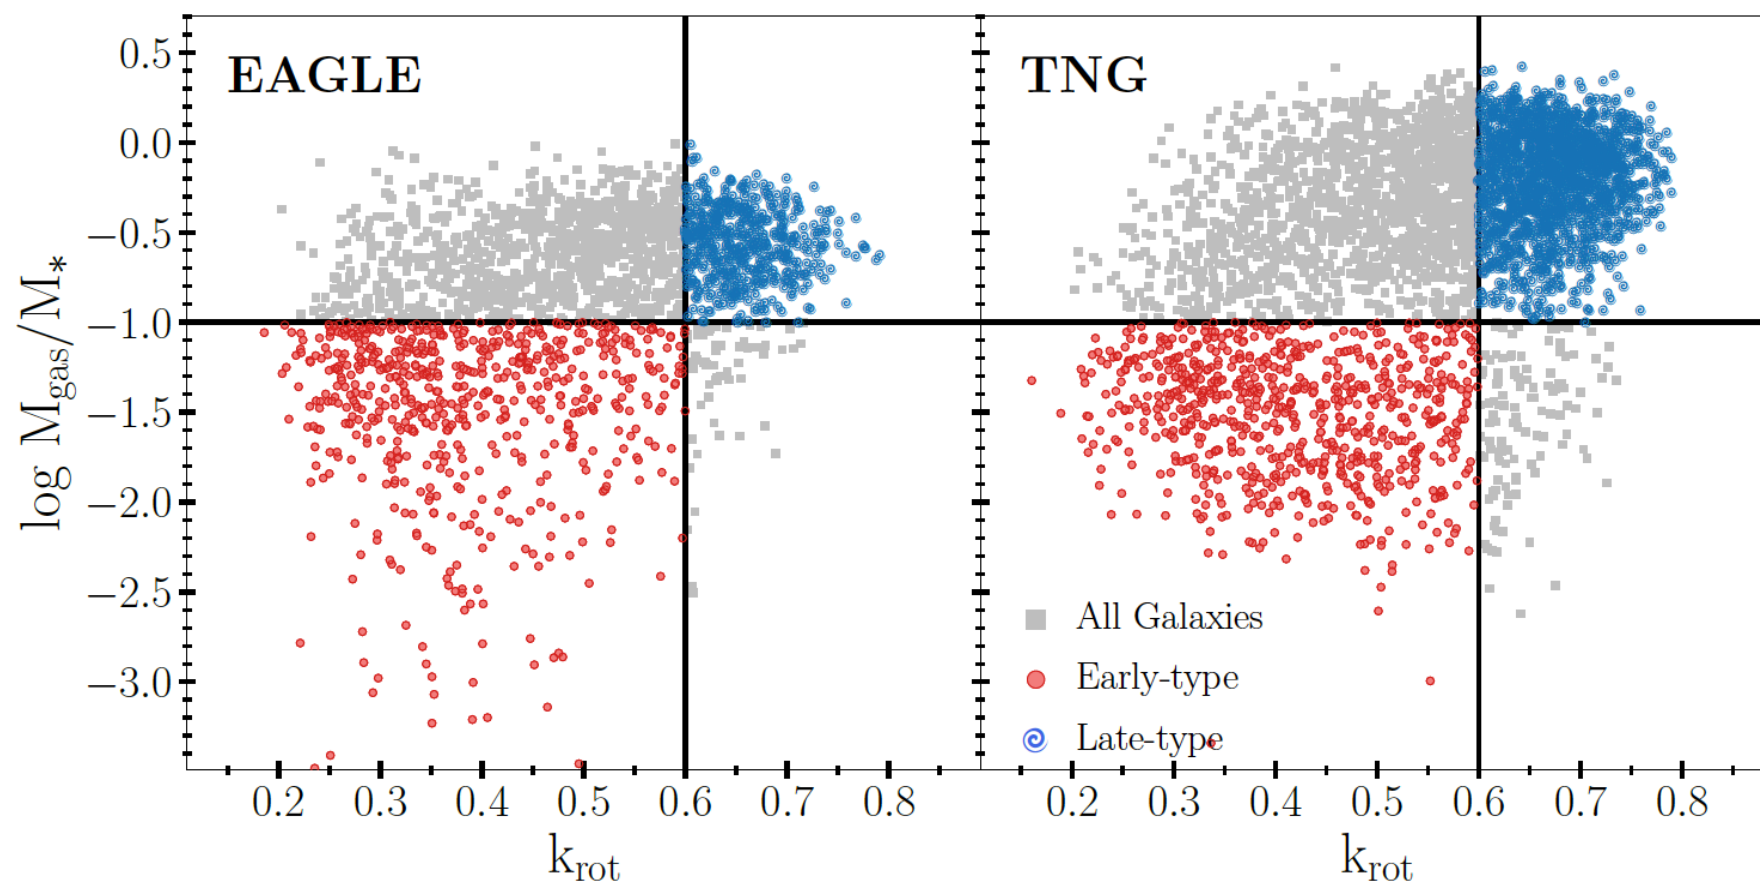 EAGLE
TNG
log M_gas/M_*
0.5
0.0
−0.5
−1.0
−1.5
−2.0
−2.5
−3.0
All Galaxies
Early-type
Late-type
0.2 0.3 0.4 0.5 0.6 0.7 0.8
0.2 0.3 0.4 0.5 0.6 0.7 0.8
k_rot
k_rot